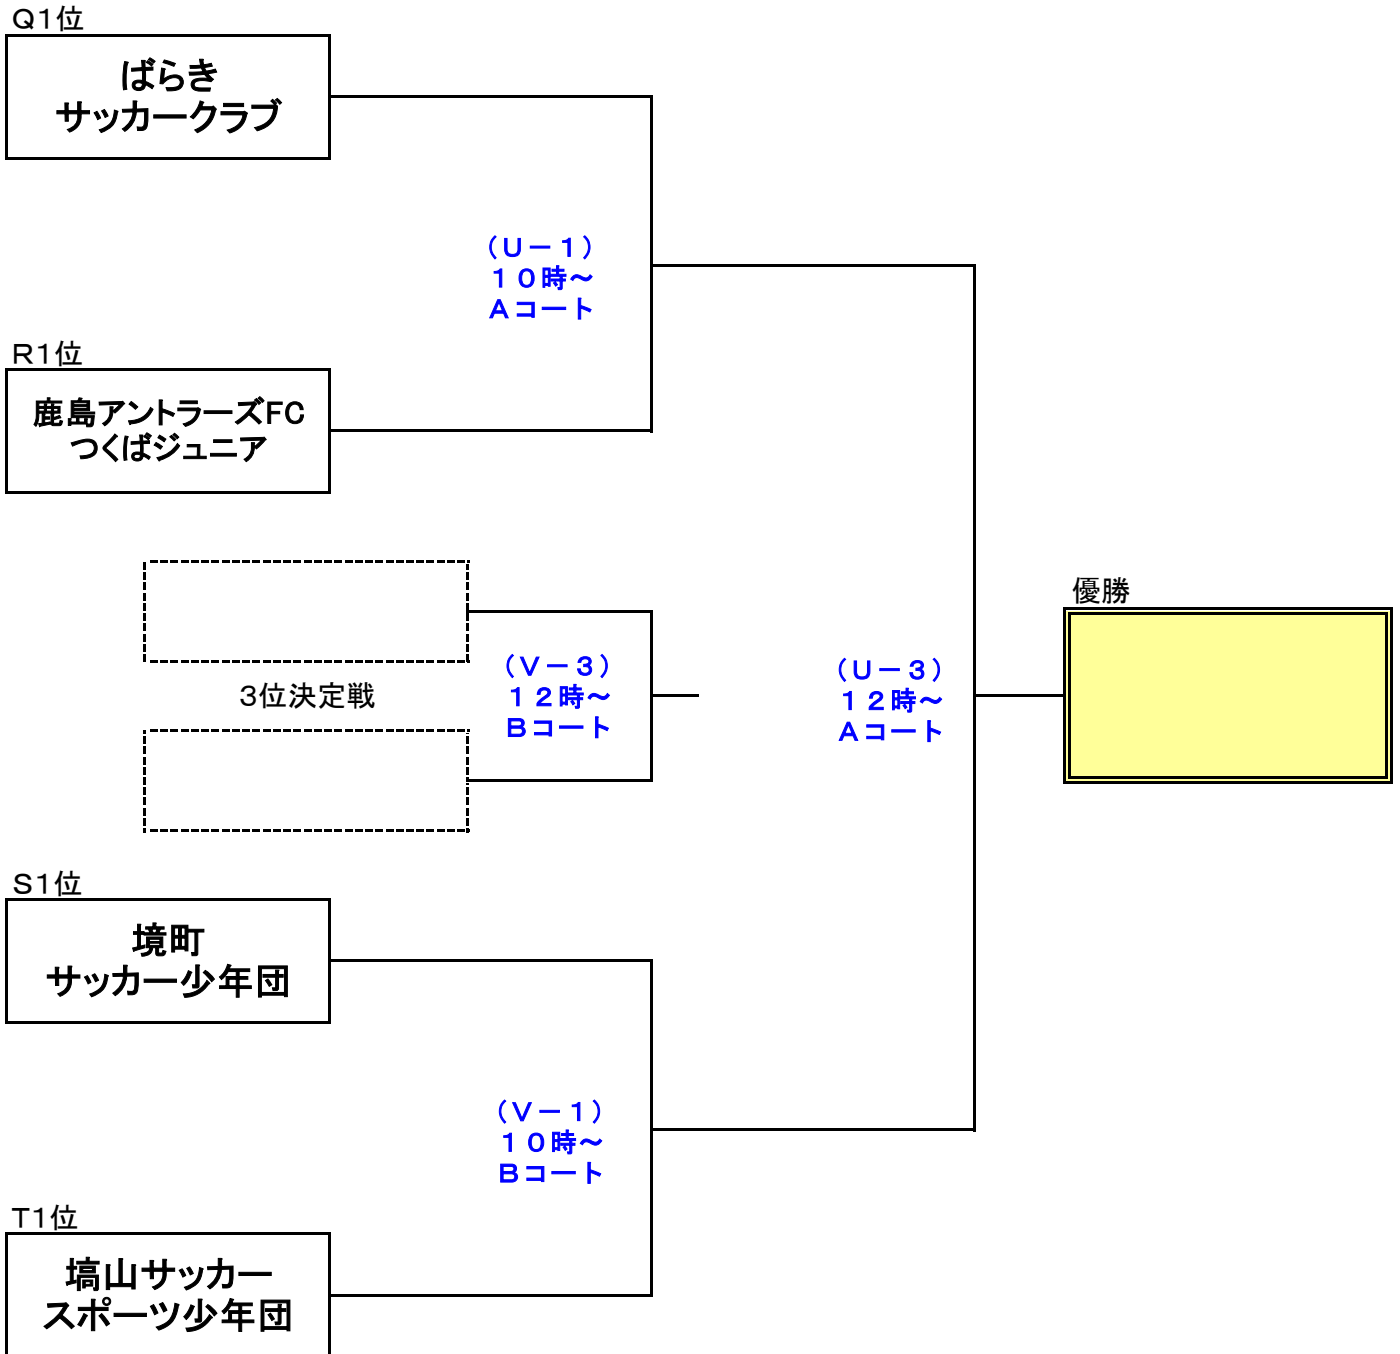 Ｑ１位
ばらき
サッカークラブ
（Ｕ－１）
１０時～
Ａコート
Ｒ１位
鹿島アントラーズFC
つくばジュニア
優勝
（Ｖ－３）
１２時～
Ｂコート
３位決定戦
（Ｕ－３）
１２時～
Ａコート
Ｓ１位
境町
サッカー少年団
（Ｖ－１）
１０時～
Ｂコート
Ｔ１位
塙山サッカー
スポーツ少年団